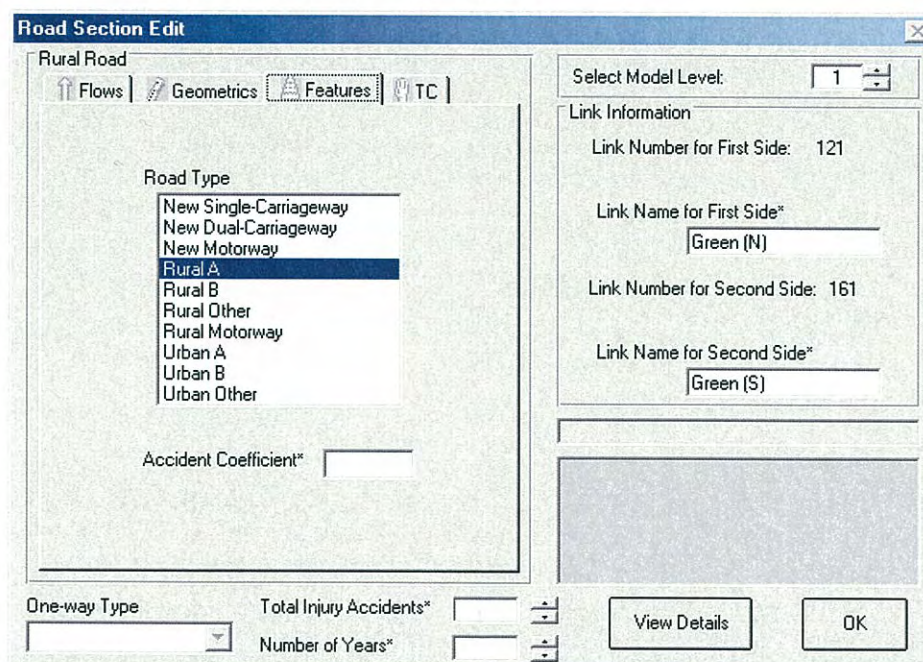 Road Section Edit
Rural Road
Flows
Geometrics
Features
TC
Road Type
New Single-Carriageway
New Dual-Carriageway
New Motorway
Rural A
Rural B
Rural Other
Rural Motorway
Urban A
Urban B
Urban Other
Accident Coefficient*
Select Model Level: 1
Link Information
Link Number for First Side: 121
Link Name for First Side*
Green (N)
Link Number for Second Side: 161
Link Name for Second Side*
Green (S)
One-way Type
Total Injury Accidents*
Number of Years*
View Details
OK